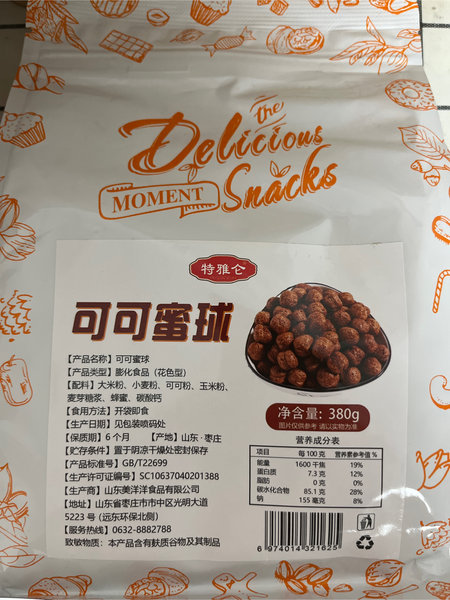 the
Delicious
MOMENT
Snacks
特雅仑
可可蜜球
【产品名称】可可蜜球
【产品类型】膨化食品（花色型）
【配料】大米粉、小麦粉、可可粉、玉米粉、
麦芽糖浆、蜂蜜、碳酸钙
【食用方法】开袋即食
【生产日期】见包装喷码处
【保质期】6个月 【产地】山东·枣庄
【贮存条件】置于阴凉干燥处密封保存
【产品标准号】GB/T22699
【生产许可证编号】SC10637040201388
【生产商】山东美洋洋食品有限公司
【地址】山东省枣庄市市中区光明大道
5223号（远东环保北侧）
【服务热线】0632-8882788
致敏物质：本产品含有麸质谷物及其制品
净含量: 380g
图片仅供参考 请以实物为准
营养成分表
项目 每100克 营养素参考值%
能量 1600千焦 19%
蛋白质 7.3克 12%
脂肪 0克 0%
碳水化合物 85.1克 28%
钠 155毫克 8%
6974014321625